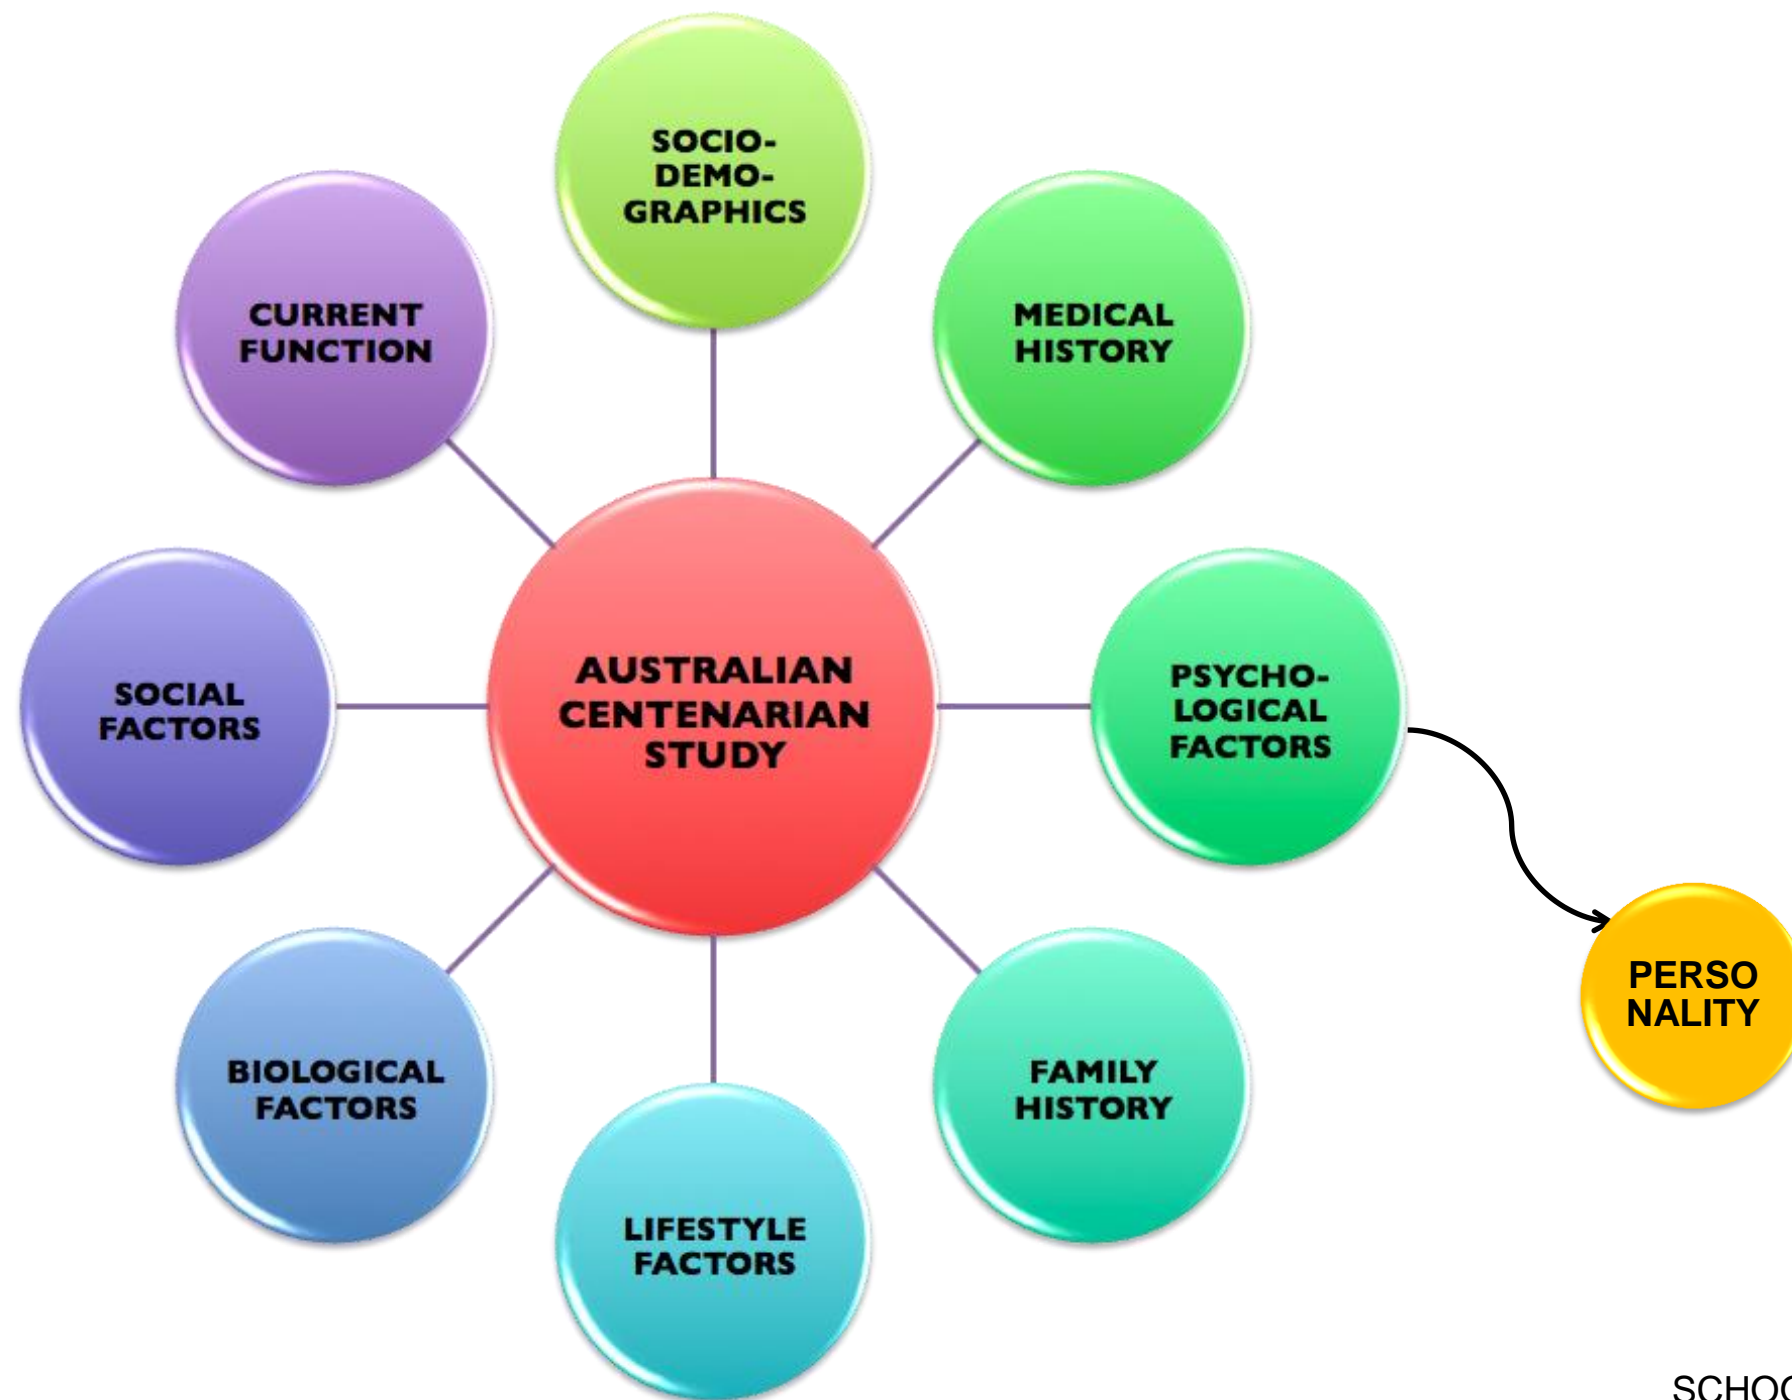 SOCIO-
DEMO-
GRAPHICS
CURRENT
FUNCTION
MEDICAL
HISTORY
AUSTRALIAN
CENTENARIAN
STUDY
SOCIAL
FACTORS
PSYCHO-
LOGICAL
FACTORS
PERSO
NALITY
BIOLOGICAL
FACTORS
FAMILY
HISTORY
LIFESTYLE
FACTORS